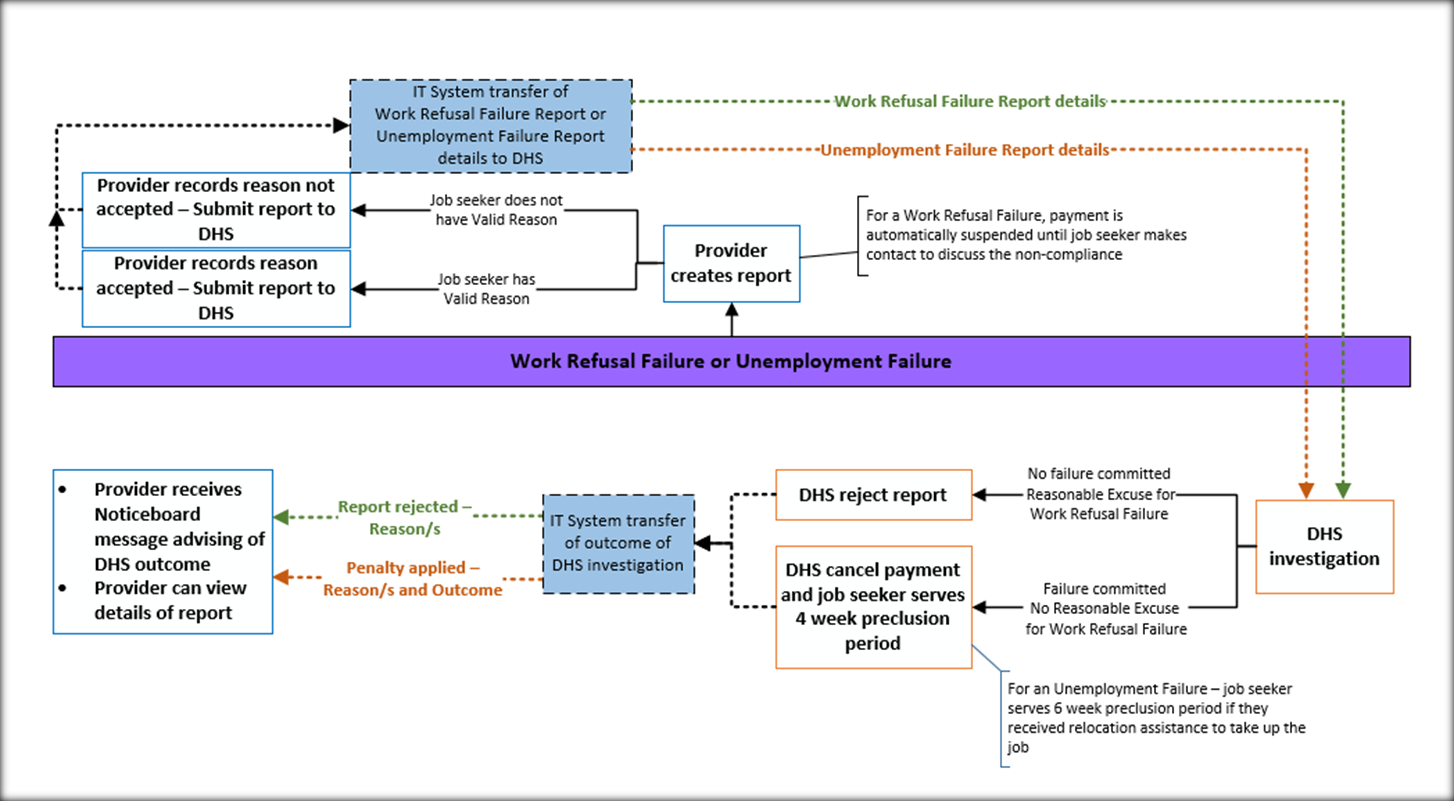 IT System transfer of
Work Refusal Failure Report or
Unemployment Failure Report
details to DHS
Work Refusal Failure Report details
Unemployment Failure Report details
Provider records reason not
accepted – Submit report to
DHS
Job seeker does not
have Valid Reason
Provider records reason
accepted – Submit report to
DHS
Job seeker has
Valid Reason
Provider
creates report
For a Work Refusal Failure, payment is
automatically suspended until job seeker makes
contact to discuss the non-compliance
Work Refusal Failure or Unemployment Failure
• Provider receives
Noticeboard
message advising of
DHS outcome
• Provider can view
details of report
Report rejected –
Reason/s
Penalty applied –
Reason/s and Outcome
IT System transfer
of outcome of
DHS investigation
DHS reject report
DHS cancel payment
and job seeker serves
4 week preclusion
period
No failure committed
Reasonable Excuse for
Work Refusal Failure
Failure committed
No Reasonable Excuse
for Work Refusal Failure
DHS
investigation
For an Unemployment Failure – job seeker
serves 6 week preclusion period if they
received relocation assistance to take up the
job